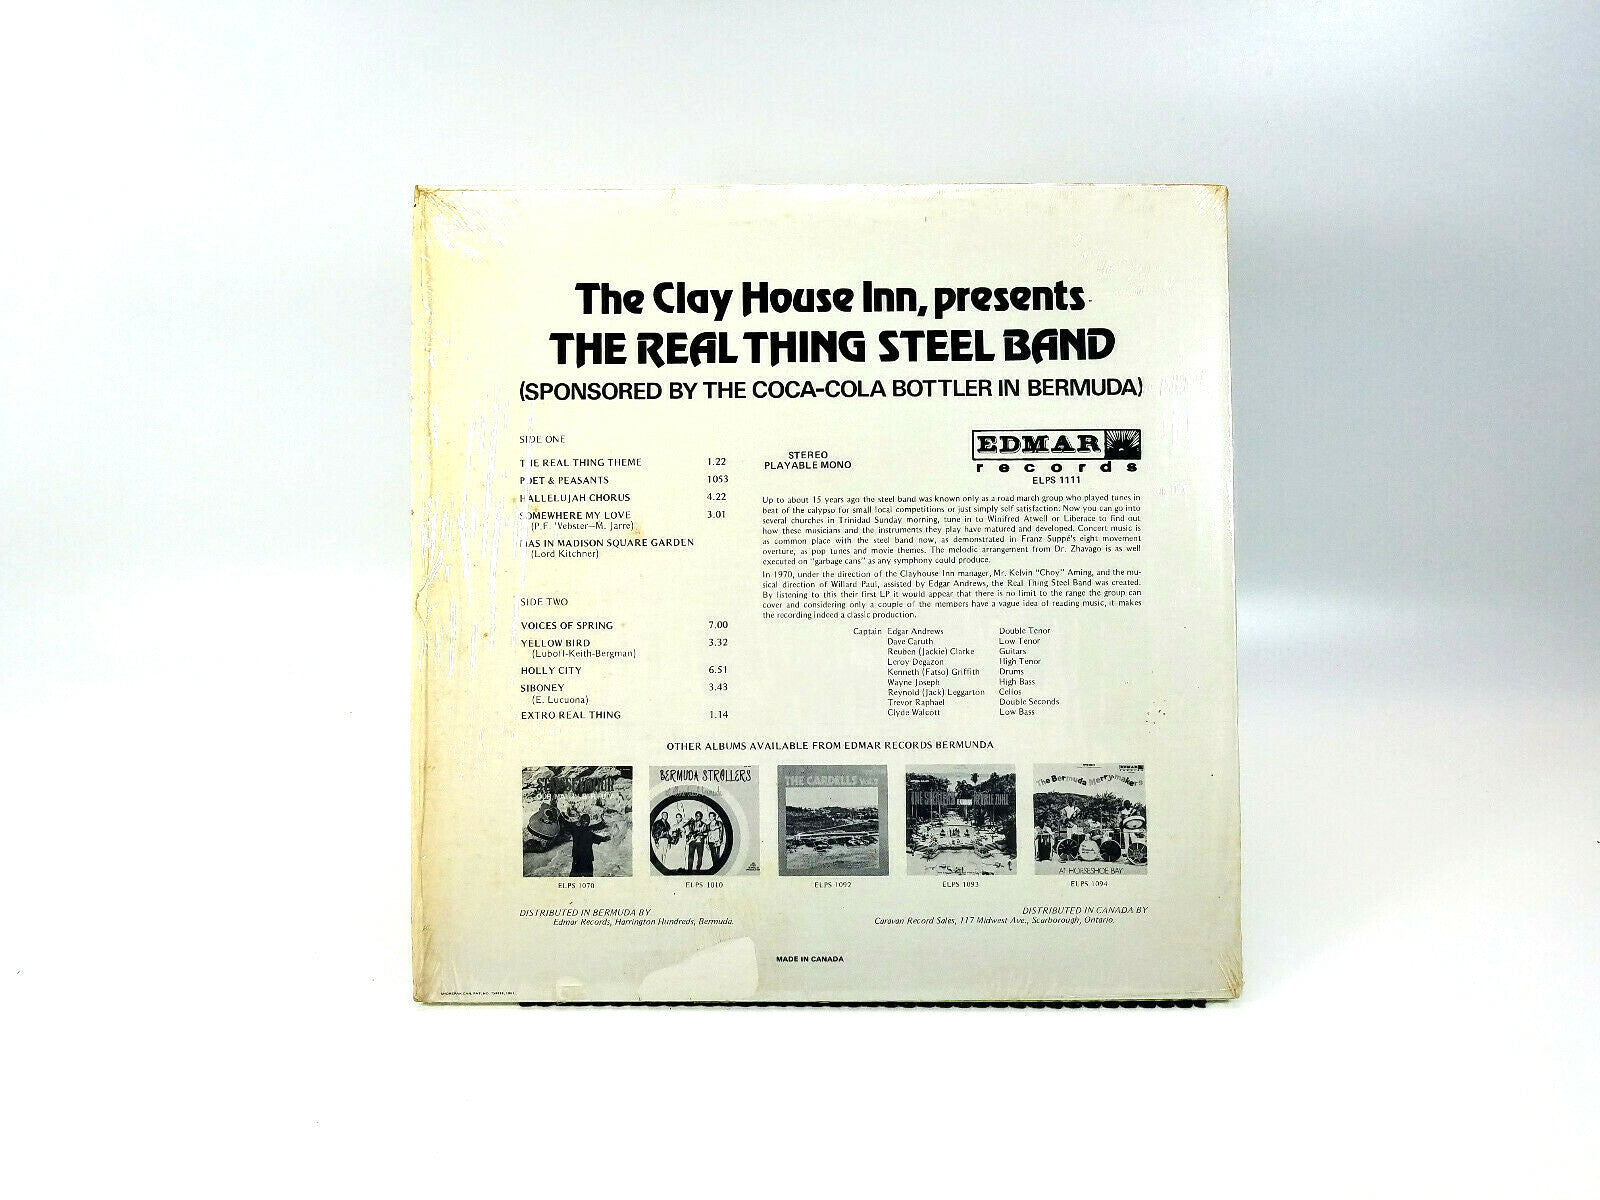 The Clay House Inn, presents
THE REAL THING STEEL BAND
(SPONSORED BY THE COCA-COLA BOTTLER IN BERMUDA)
SIDE ONE
THE REAL THING THEME 1.22
POET & PEASANTS 1053
HALLELUJAH CHORUS 4.22
SOMEWHERE MY LOVE 3.01
(P.F. Webster—M. Jarre)
MAS IN MADISON SQUARE GARDEN
(Lord Kitchner)
SIDE TWO
VOICES OF SPRING 7.00
YELLOW BIRD 3.32
(Luboff-Keith-Bergman)
HOLLY CITY 6.51
SIBONEY 3.43
(E. Lucuona)
EXTRO REAL THING 1.14
STEREO
PLAYABLE MONO
EDMAR
records
ELPS 1111
Up to about 15 years ago the steel band was known only as a road march group who played tunes in
beat of the calypso for small local competitions or just simply self satisfaction. Now you can go into
several churches in Trinidad Sunday morning, tune in to Winifred Atwell or Liberace to find out
how these musicians and the instruments they play have matured and developed. Concert music is
as common place with the steel band now, as demonstrated in Franz Suppé's eight movement
overture, as pop tunes and movie themes. The melodic arrangement from Dr. Zhavago is as well
executed on "garbage cans" as any symphony could produce.
In 1970, under the direction of the Clayhouse Inn manager, Mr. Kelvin "Choy" Aming, and the mu-
sical direction of Willard Paul, assisted by Edgar Andrews, the Real Thing Steel Band was created.
By listening to this their first LP it would appear that there is no limit to the range the group can
cover and considering only a couple of the members have a vague idea of reading music, it makes
the recording indeed a classic production.
Captain Edgar Andrews Double Tenor
Dave Caruth Low Tenor
Reuben (Jackie) Clarke Guitars
Leroy Degazon High Tenor
Kenneth (Fatso) Griffith Drums
Wayne Joseph High Bass
Reynold (Jack) Leggarton Cellos
Trevor Raphael Double Seconds
Clyde Walcott Low Bass
OTHER ALBUMS AVAILABLE FROM EDMAR RECORDS BERMUNDA
BERMUDA STROLLERS
THE CARDELLS Vol.2
The Bermuda Merrymakers
AT HORSESHOE BAY
ELPS 1070
ELPS 1010
ELPS 1092
ELPS 1093
ELPS 1094
DISTRIBUTED IN BERMUDA BY
Edmar Records, Harrington Hundreds, Bermuda.
DISTRIBUTED IN CANADA BY
Caravan Record Sales, 117 Midwest Ave., Scarborough, Ontario.
MADE IN CANADA